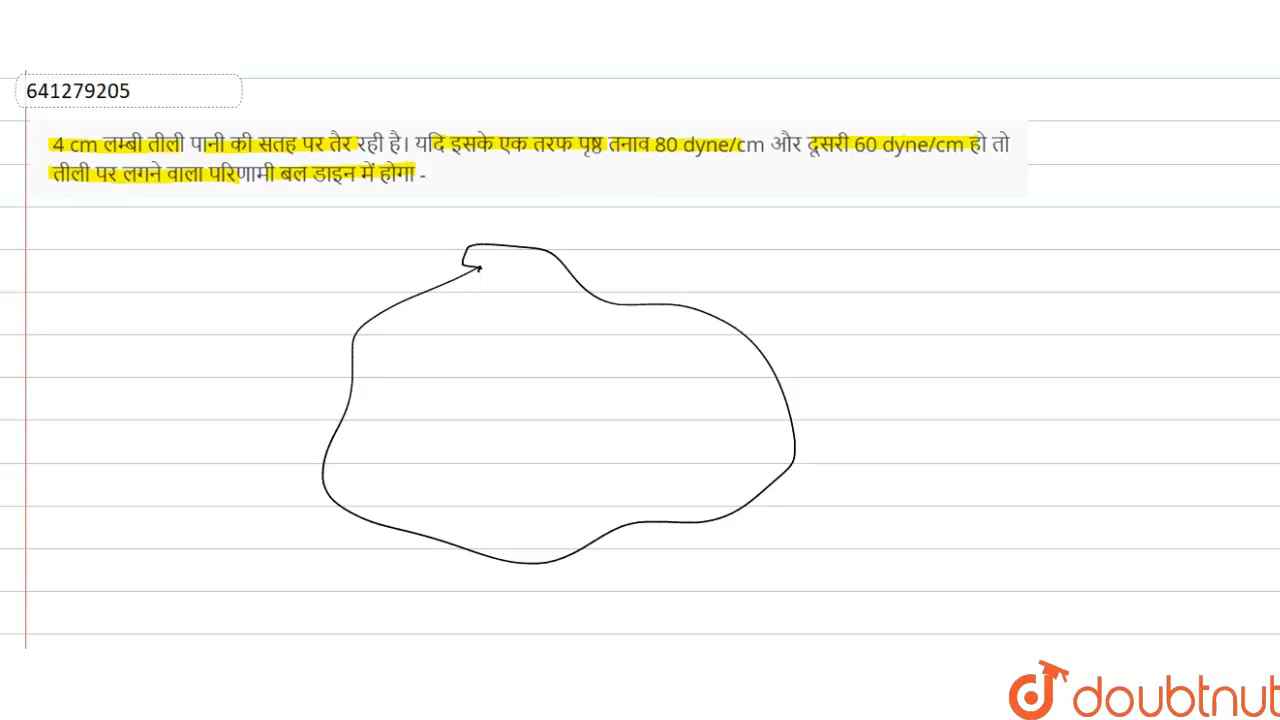 641279205
4 cm लम्बी तीली पानी की सतह पर तैर रही है। यदि इसके एक तरफ पृष्ठ तनाव 80 dyne/cm और दूसरी 60 dyne/cm हो तो
तीली पर लगने वाला परिणामी बल डाइन में होगा -
doubtnut